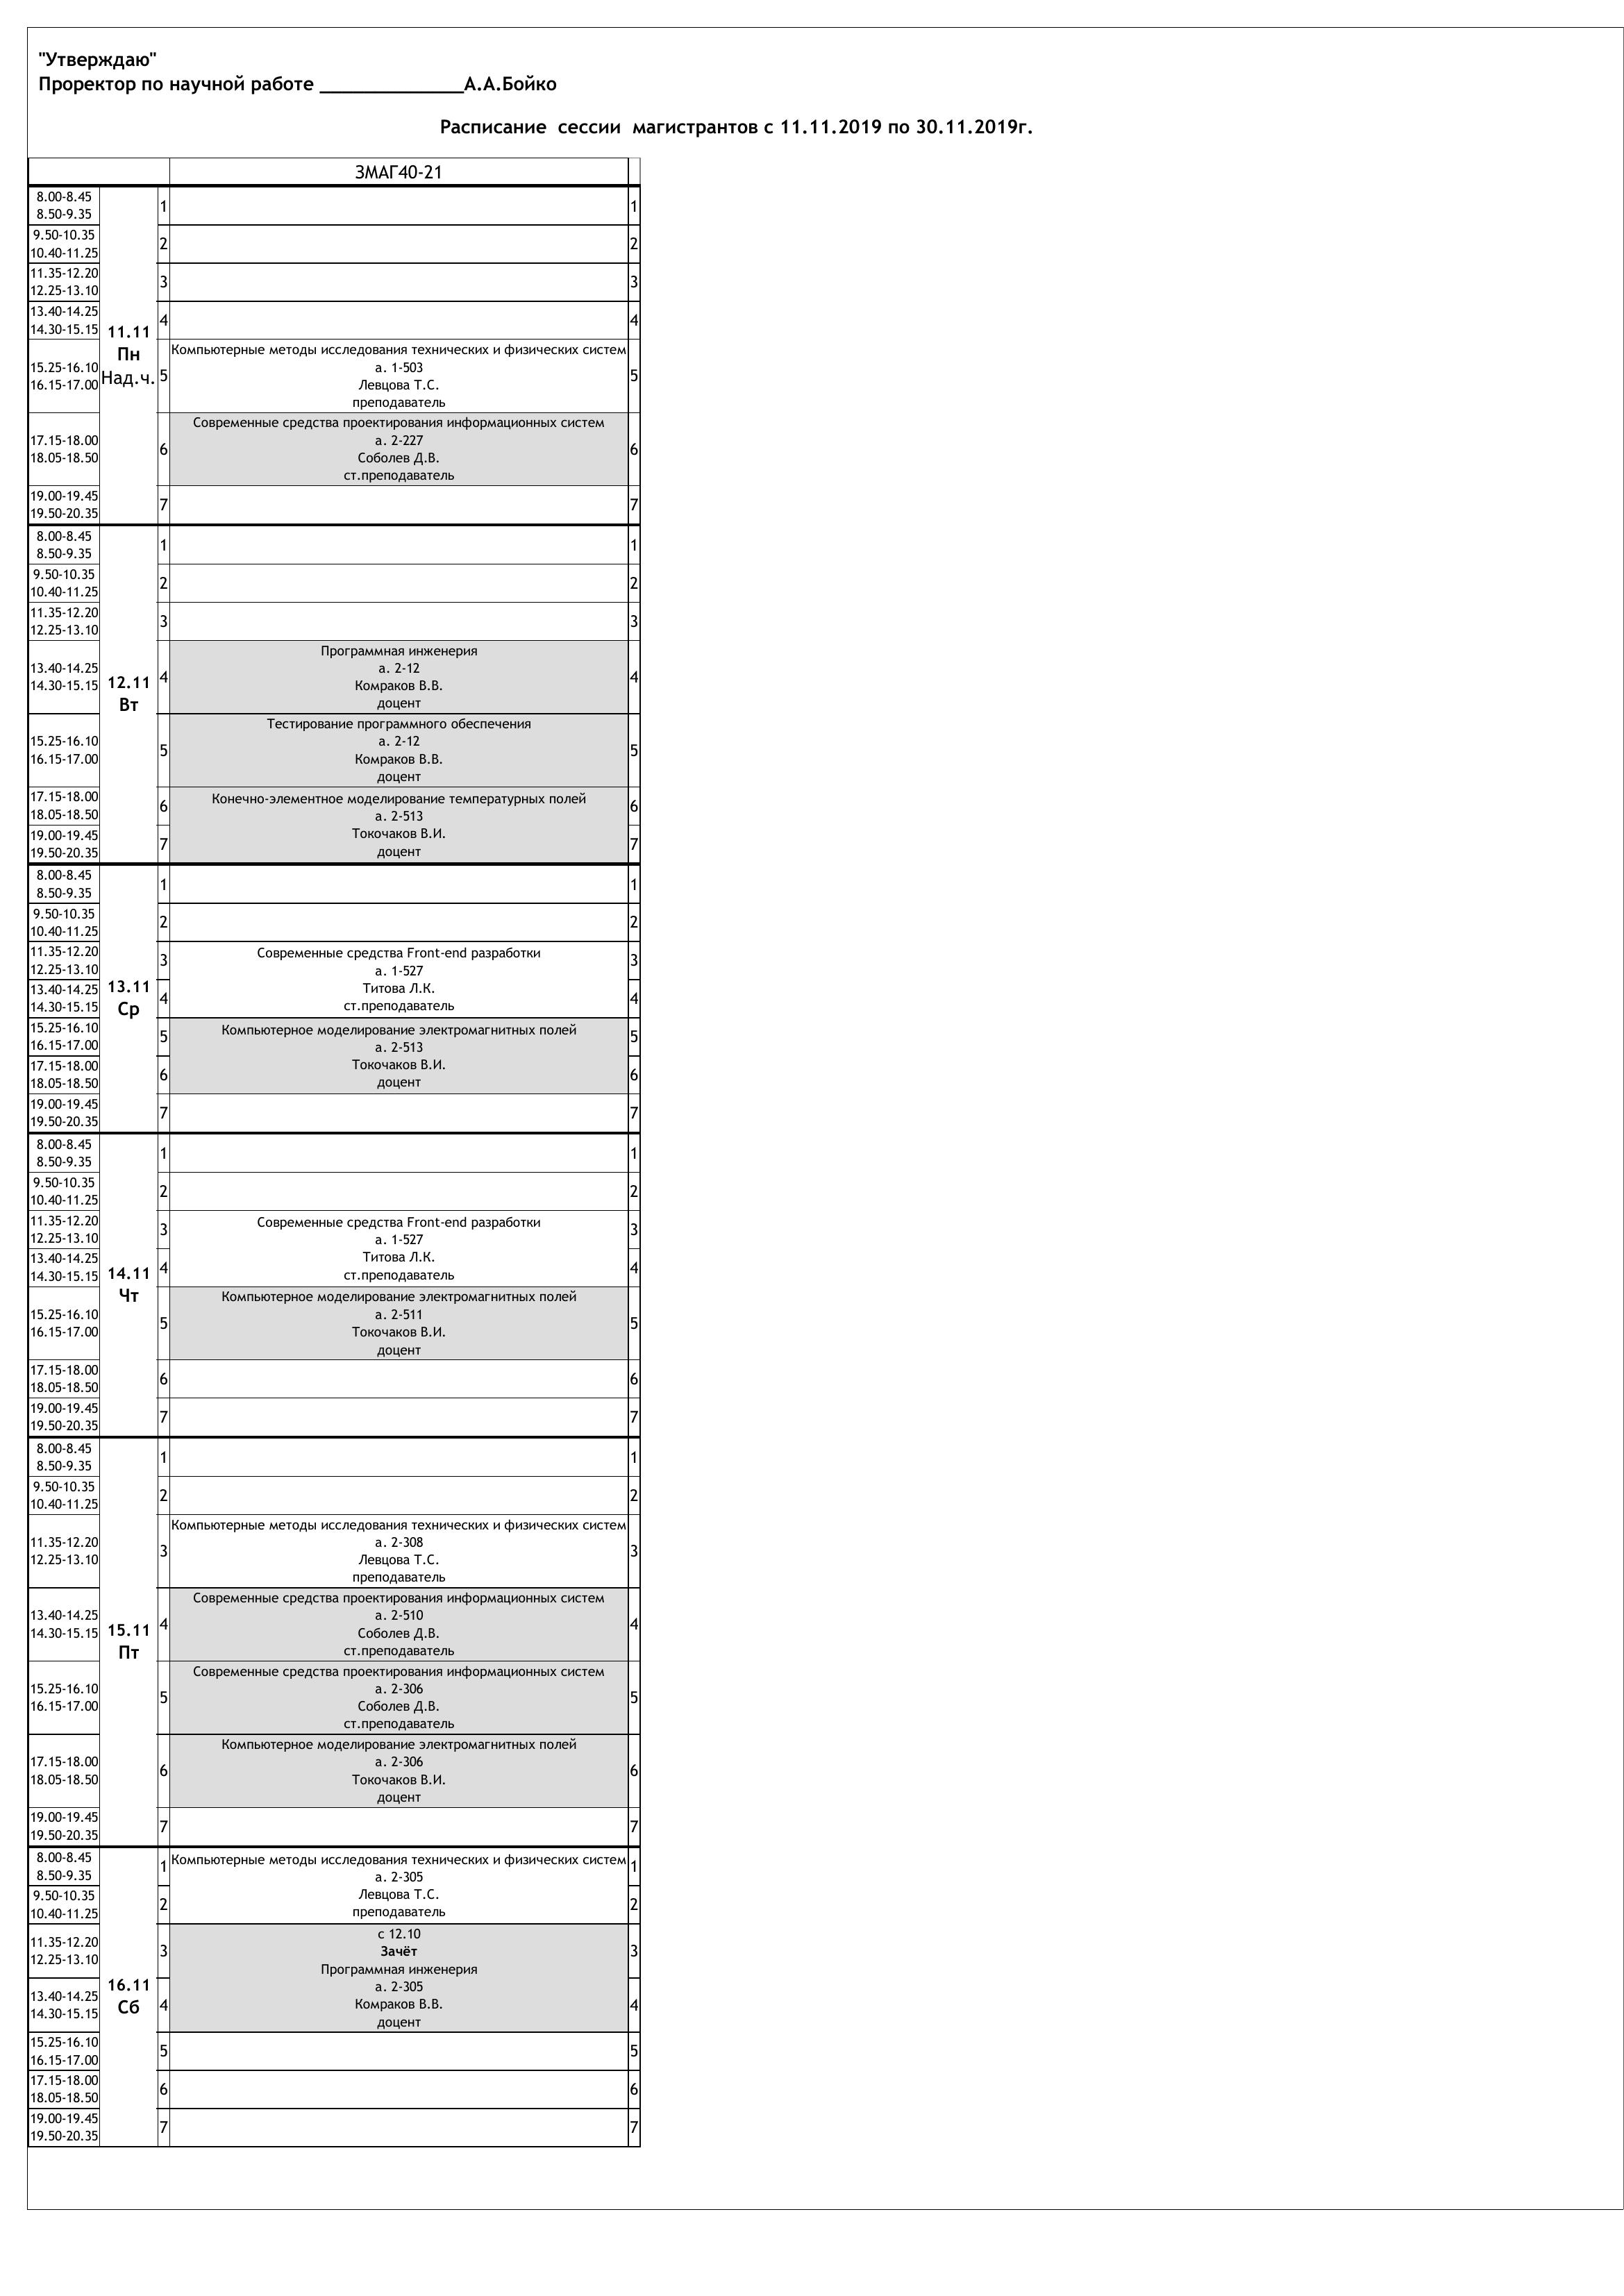 "Утверждаю"
Проректор по научной работе ______________А.А.Бойко
Расписание  сессии  магистрантов с 11.11.2019 по 30.11.2019г.
ЗМАГ40-21
11.11
Пн
Над.ч.
8.00-8.45
8.50-9.35
1
1
9.50-10.35
10.40-11.25
2
2
11.35-12.20
12.25-13.10
3
3
13.40-14.25
14.30-15.15
4
4
15.25-16.10
16.15-17.00
5
Компьютерные методы исследования технических и физических систем
а. 1-503
Левцова Т.С.
преподаватель
5
17.15-18.00
18.05-18.50
6
Современные средства проектирования информационных систем
а. 2-227
Соболев Д.В.
ст.преподаватель
6
19.00-19.45
19.50-20.35
7
7
12.11
Вт
8.00-8.45
8.50-9.35
1
1
9.50-10.35
10.40-11.25
2
2
11.35-12.20
12.25-13.10
3
3
13.40-14.25
14.30-15.15
4
Программная инженерия
а. 2-12
Комраков В.В.
доцент
4
15.25-16.10
16.15-17.00
5
Тестирование программного обеспечения
а. 2-12
Комраков В.В.
доцент
5
17.15-18.00
18.05-18.50
6
19.00-19.45
19.50-20.35
7
Конечно-элементное моделирование температурных полей
а. 2-513
Токочаков В.И.
доцент
6
7
13.11
Ср
8.00-8.45
8.50-9.35
1
1
9.50-10.35
10.40-11.25
2
2
11.35-12.20
12.25-13.10
3
13.40-14.25
14.30-15.15
4
Современные средства Front-end разработки
а. 1-527
Титова Л.К.
ст.преподаватель
3
4
15.25-16.10
16.15-17.00
5
17.15-18.00
18.05-18.50
6
Компьютерное моделирование электромагнитных полей
а. 2-513
Токочаков В.И.
доцент
5
6
19.00-19.45
19.50-20.35
7
7
14.11
Чт
8.00-8.45
8.50-9.35
1
1
9.50-10.35
10.40-11.25
2
2
11.35-12.20
12.25-13.10
3
13.40-14.25
14.30-15.15
4
Современные средства Front-end разработки
а. 1-527
Титова Л.К.
ст.преподаватель
3
4
15.25-16.10
16.15-17.00
5
Компьютерное моделирование электромагнитных полей
а. 2-511
Токочаков В.И.
доцент
5
17.15-18.00
18.05-18.50
6
6
19.00-19.45
19.50-20.35
7
7
15.11
Пт
8.00-8.45
8.50-9.35
1
1
9.50-10.35
10.40-11.25
2
2
11.35-12.20
12.25-13.10
3
Компьютерные методы исследования технических и физических систем
а. 2-308
Левцова Т.С.
преподаватель
3
13.40-14.25
14.30-15.15
4
Современные средства проектирования информационных систем
а. 2-510
Соболев Д.В.
ст.преподаватель
4
15.25-16.10
16.15-17.00
5
Современные средства проектирования информационных систем
а. 2-306
Соболев Д.В.
ст.преподаватель
5
17.15-18.00
18.05-18.50
6
Компьютерное моделирование электромагнитных полей
а. 2-306
Токочаков В.И.
доцент
6
19.00-19.45
19.50-20.35
7
7
16.11
Сб
8.00-8.45
8.50-9.35
1
9.50-10.35
10.40-11.25
2
Компьютерные методы исследования технических и физических систем
а. 2-305
Левцова Т.С.
преподаватель
1
2
11.35-12.20
12.25-13.10
3
13.40-14.25
14.30-15.15
4
с 12.10
Зачёт
Программная инженерия
а. 2-305
Комраков В.В.
доцент
3
4
15.25-16.10
16.15-17.00
5
5
17.15-18.00
18.05-18.50
6
6
19.00-19.45
19.50-20.35
7
7